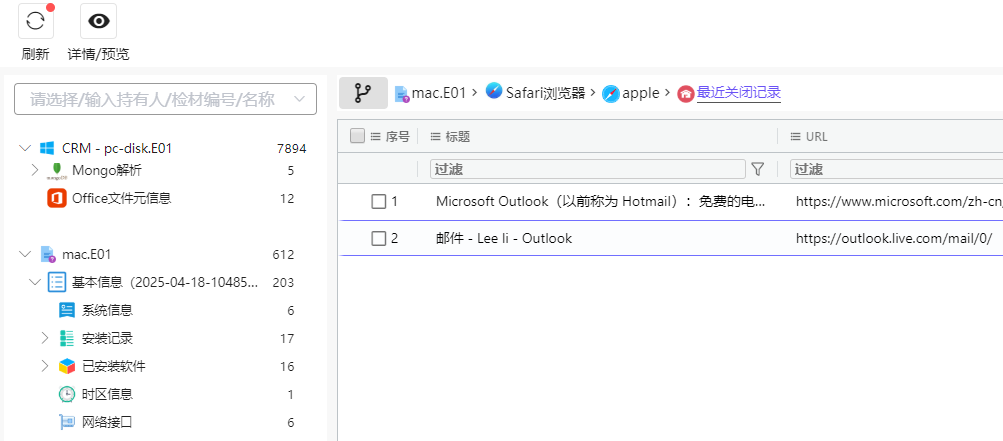 刷新 详情/预览
请选择/输入持有人/检材编号/名称
CRM - pc-disk.E01 7894
Mongo解析 5
Office文件元信息 12
mac.E01 612
基本信息（2025-04-18-10485... 203
系统信息 6
安装记录 17
已安装软件 16
时区信息 1
网络接口 6
mac.E01 > Safari浏览器 > apple > 最近关闭记录
序号 标题 URL
过滤 过滤
1 Microsoft Outlook（以前称为 Hotmail）：免费的电... https://www.microsoft.com/zh-cn,
2 邮件 - Lee li - Outlook https://outlook.live.com/mail/0/